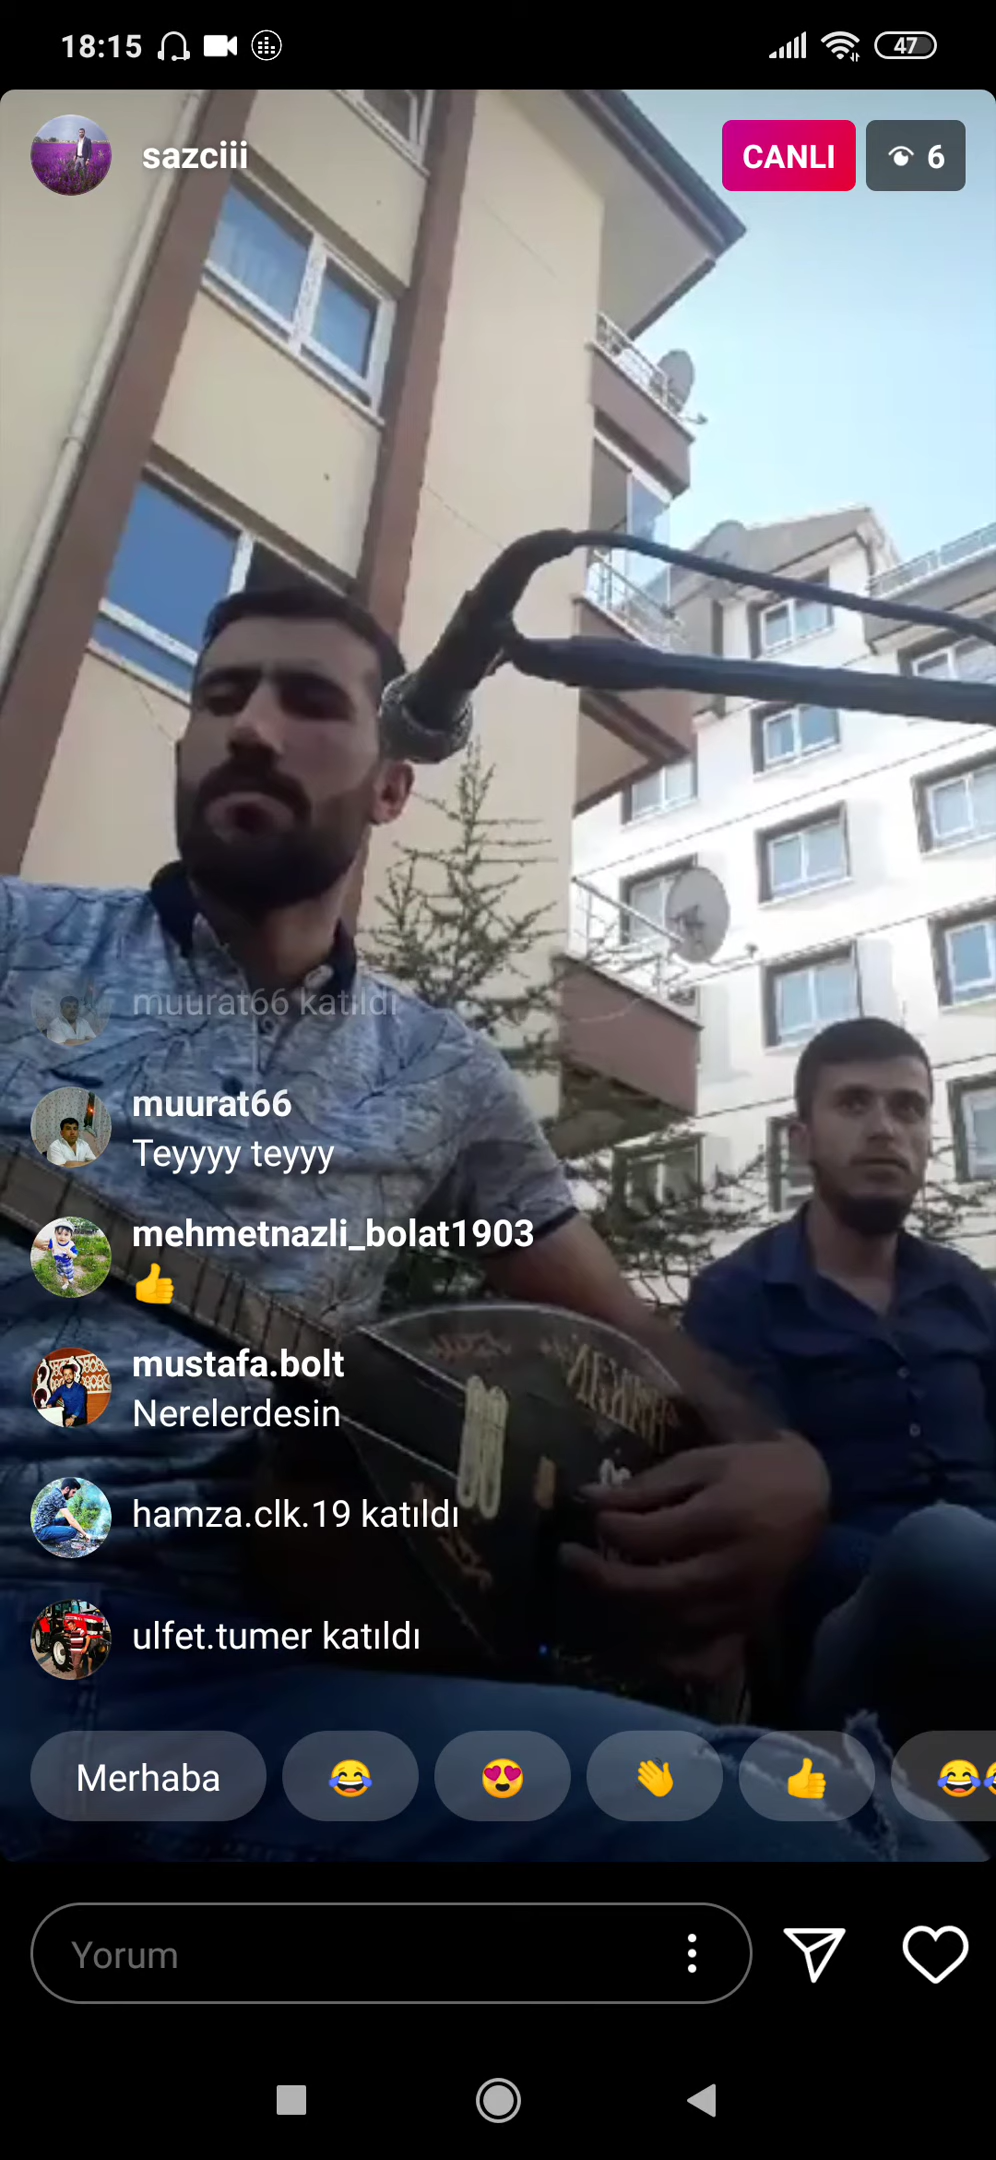 18:15
47
sazciii
CANLI
6
muurat66 katıldı
muurat66
Teyyyy teyyy
mehmetnazli_bolat1903
👍
mustafa.bolt
Nerelerdesin
hamza.clk.19 katıldı
ulfet.tumer katıldı
Merhaba 😂 😍 👋 👍 😂
Yorum